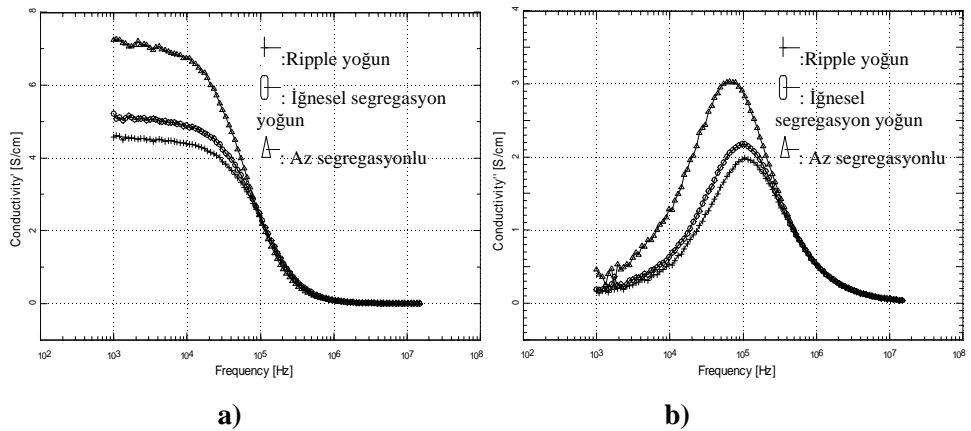 8
6
4
2
0
Conductivity' [S/cm]
:Ripple yoğun
: İğnesel segregasyon
yoğun
: Az segregasyonlu
10² 10³ 10⁴ 10⁵ 10⁶ 10⁷ 10⁸
Frequency [Hz]
a)
4
3
2
1
0
Conductivity'' [S/cm]
:Ripple yoğun
: İğnesel
segregasyon yoğun
: Az segregasyonlu
10² 10³ 10⁴ 10⁵ 10⁶ 10⁷ 10⁸
Frequency [Hz]
b)